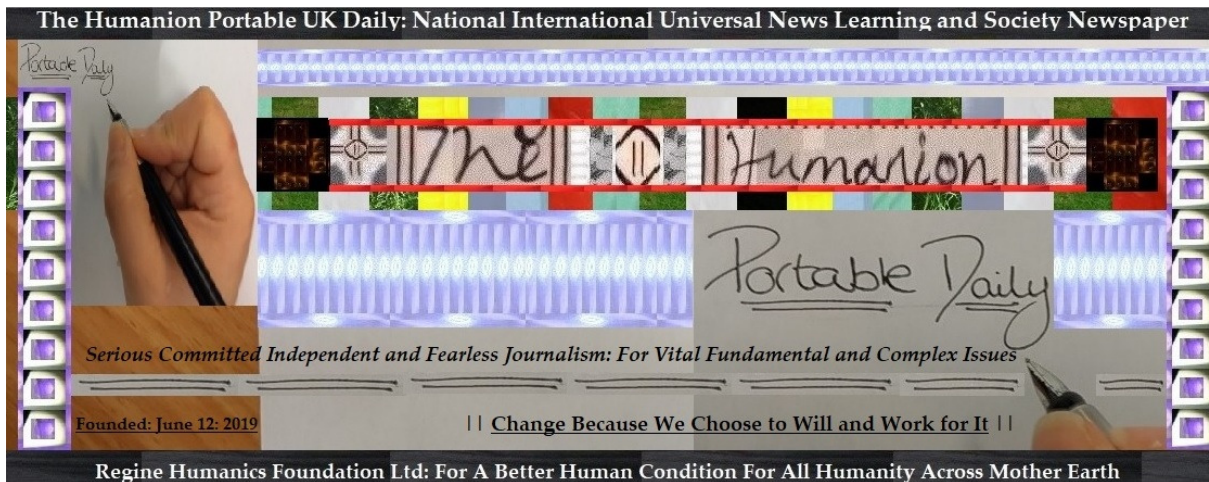 The Humanion Portable UK Daily: National International Universal News Learning and Society Newspaper
Portable Daily
The Humanion
Portable Daily
Serious Committed Independent and Fearless Journalism: For Vital Fundamental and Complex Issues
Founded: June 12: 2019
|| Change Because We Choose to Will and Work for It ||
Regine Humanics Foundation Ltd: For A Better Human Condition For All Humanity Across Mother Earth